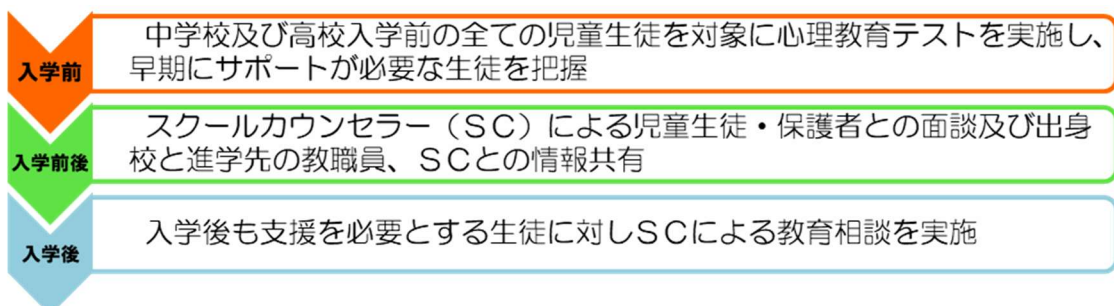 入学前
中学校及び高校入学前の全ての児童生徒を対象に心理教育テストを実施し、
早期にサポートが必要な生徒を把握
入学前後
スクールカウンセラー（ＳＣ）による児童生徒・保護者との面談及び出身
校と進学先の教職員、ＳＣとの情報共有
入学後
入学後も支援を必要とする生徒に対しＳＣによる教育相談を実施